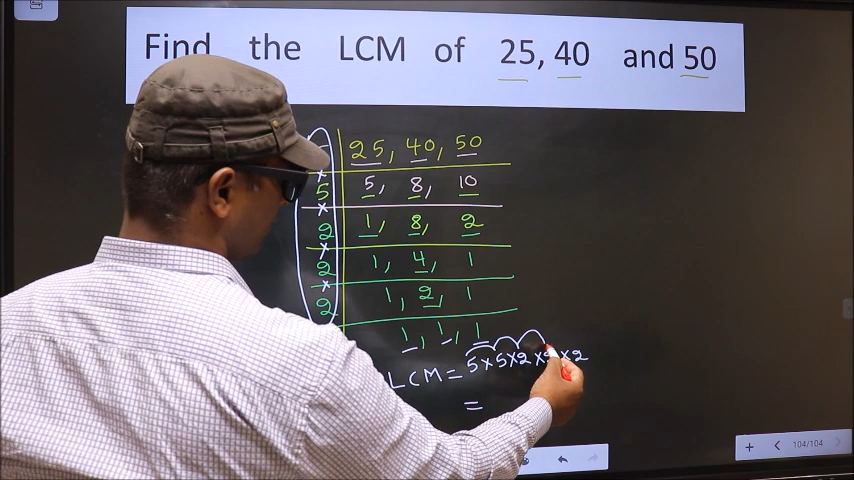 Find the LCM of 25, 40 and 50
25, 40, 50
5 5, 8, 10
2 1, 8, 2
2 1, 4, 1
2 1, 2, 1
1, 1, 1
LCM = 5 × 5 × 2 × × 2
=
104/104